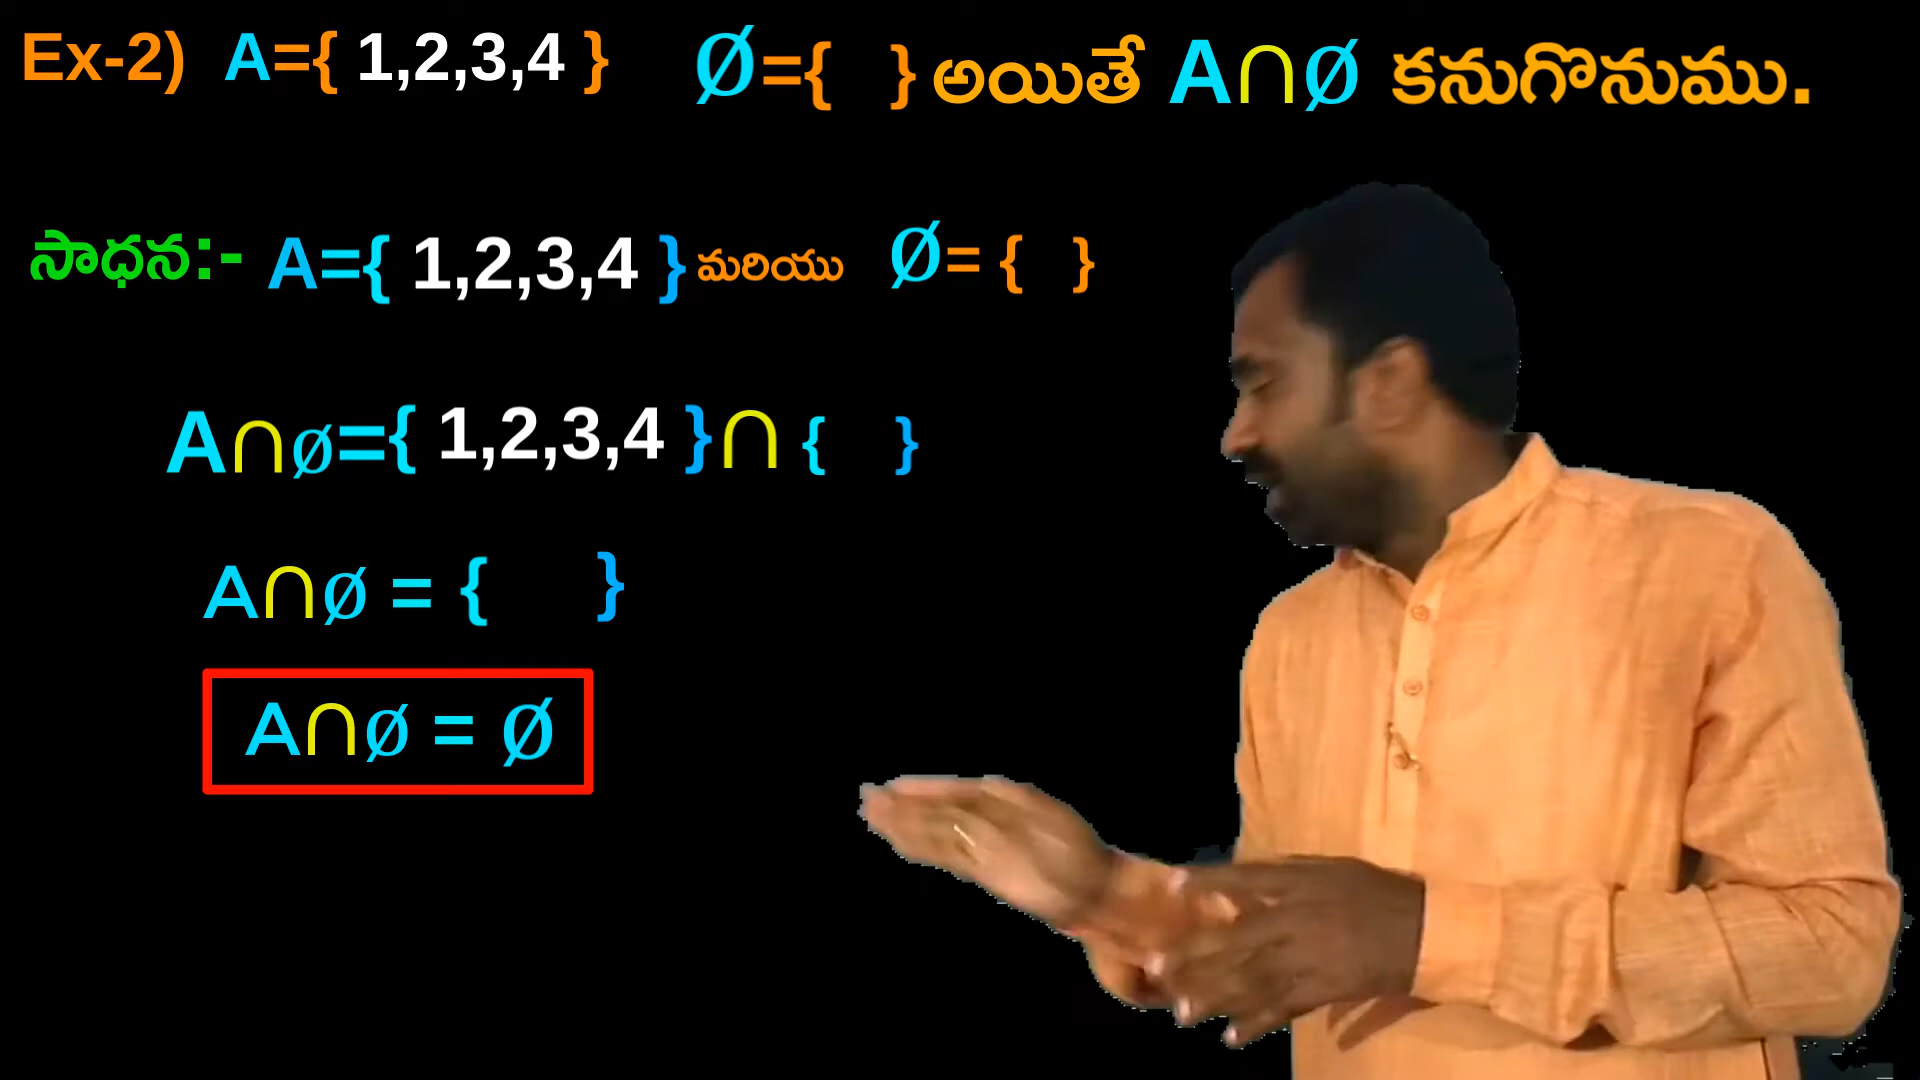 Ex-2) A={ 1,2,3,4 } Ø={ } అయితే A∩Ø కనుగొనుము.
సాధన:- A={ 1,2,3,4 } మరియు Ø= { }
A∩Ø={ 1,2,3,4 }∩ { }
A∩Ø = { }
A∩Ø = Ø